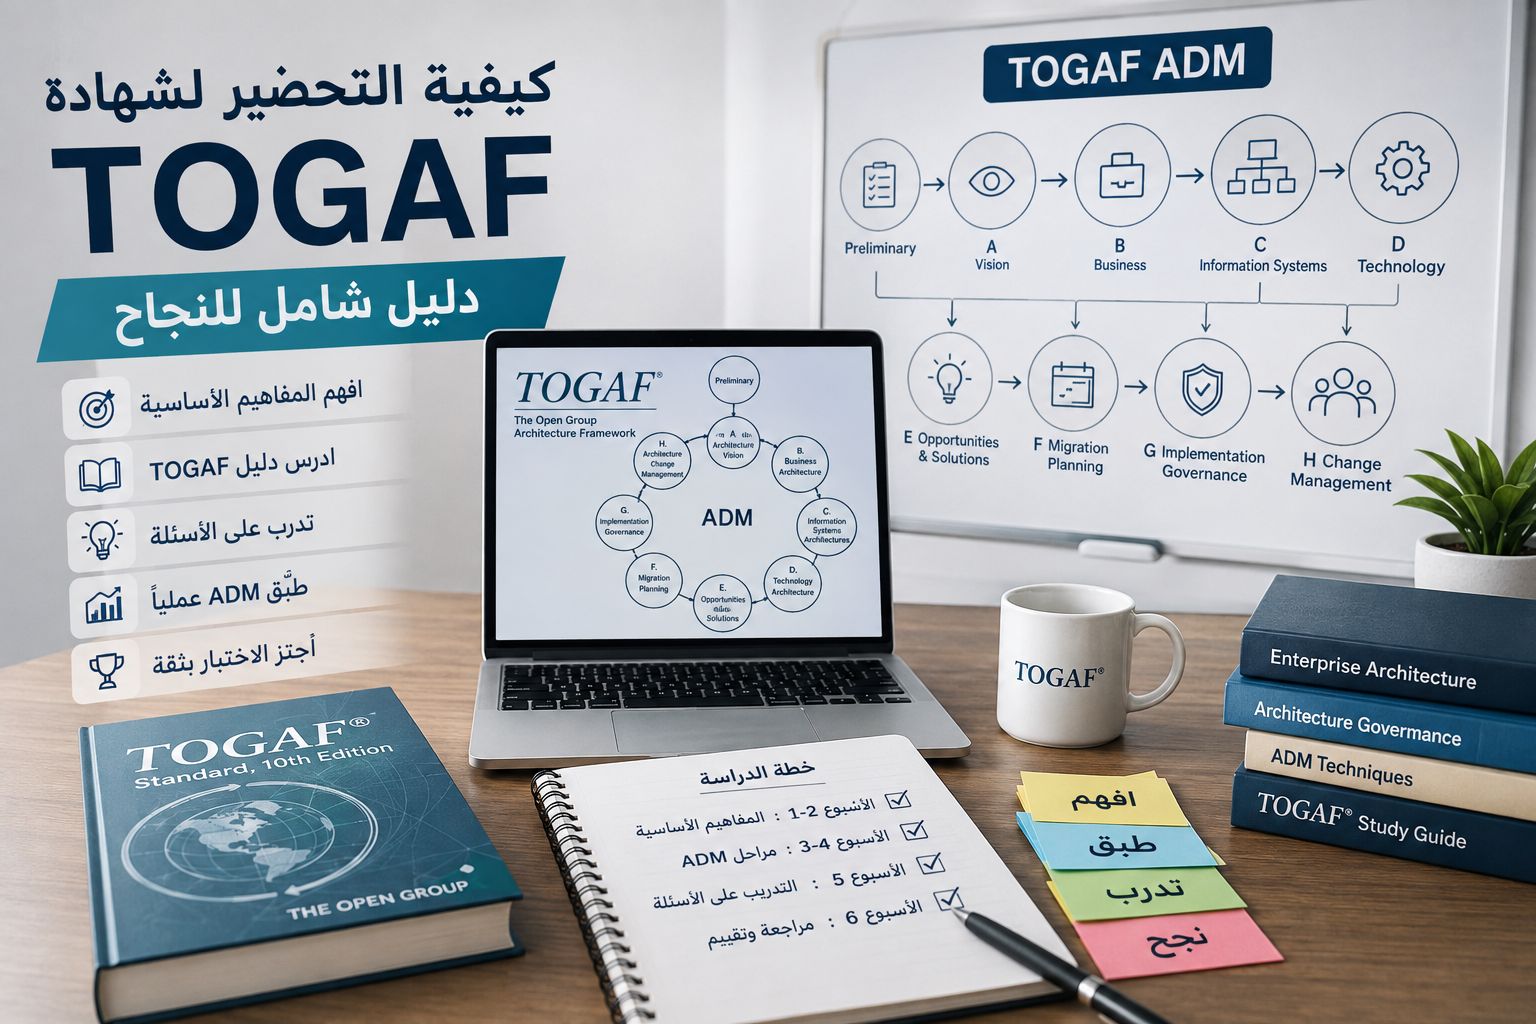 كيفية التحضير لشهادة
TOGAF
دليل شامل للنجاح
افهم المفاهيم الأساسية
ادرس دليل TOGAF
تدرب على الأسئلة
طبَّق ADM عملياً
أجتز الاختبار بثقة
TOGAF ADM
Preliminary
A
Vision
B
Business
C
Information Systems
D
Technology
E Opportunities
& Solutions
F Migration
Planning
G Implementation
Governance
H Change
Management
TOGAF®
The Open Group
Architecture Framework
Preliminary
A
Architecture
Vision
B.
Business
Architecture
C.
Information
Systems
Architectures
D.
Technology
Architecture
E.
Opportunities
Solutions
F.
Migration
Planning
G.
Implementation
Governance
H.
Architecture
Change
Management
ADM
TOGAF®
Standard, 10th Edition
THE OPEN GROUP
خطة الدراسة
الأسبوع 2-1 : المفاهيم الأساسية
الأسبوع 4-3 : مراحل ADM
الأسبوع 5 : التدريب على الأسئلة
الأسبوع 6 : مراجعة وتقييم
TOGAF®
افهم
طبق
تدرب
نجح
Enterprise Architecture
Architecture Governance
ADM Techniques
TOGAF® Study Guide